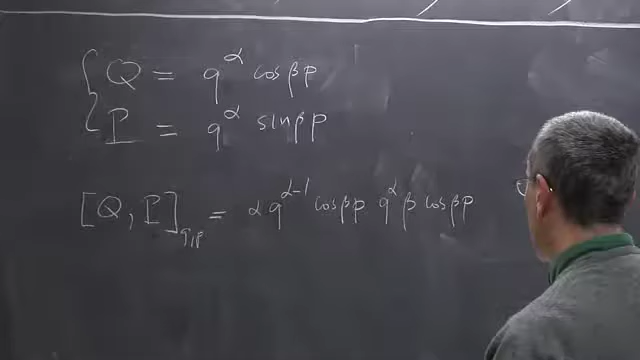 Q = q^α cos βp
P = q^α sin βp
[Q, P]_{q,p} = α q^{α-1} cos βp q^α β cos βp